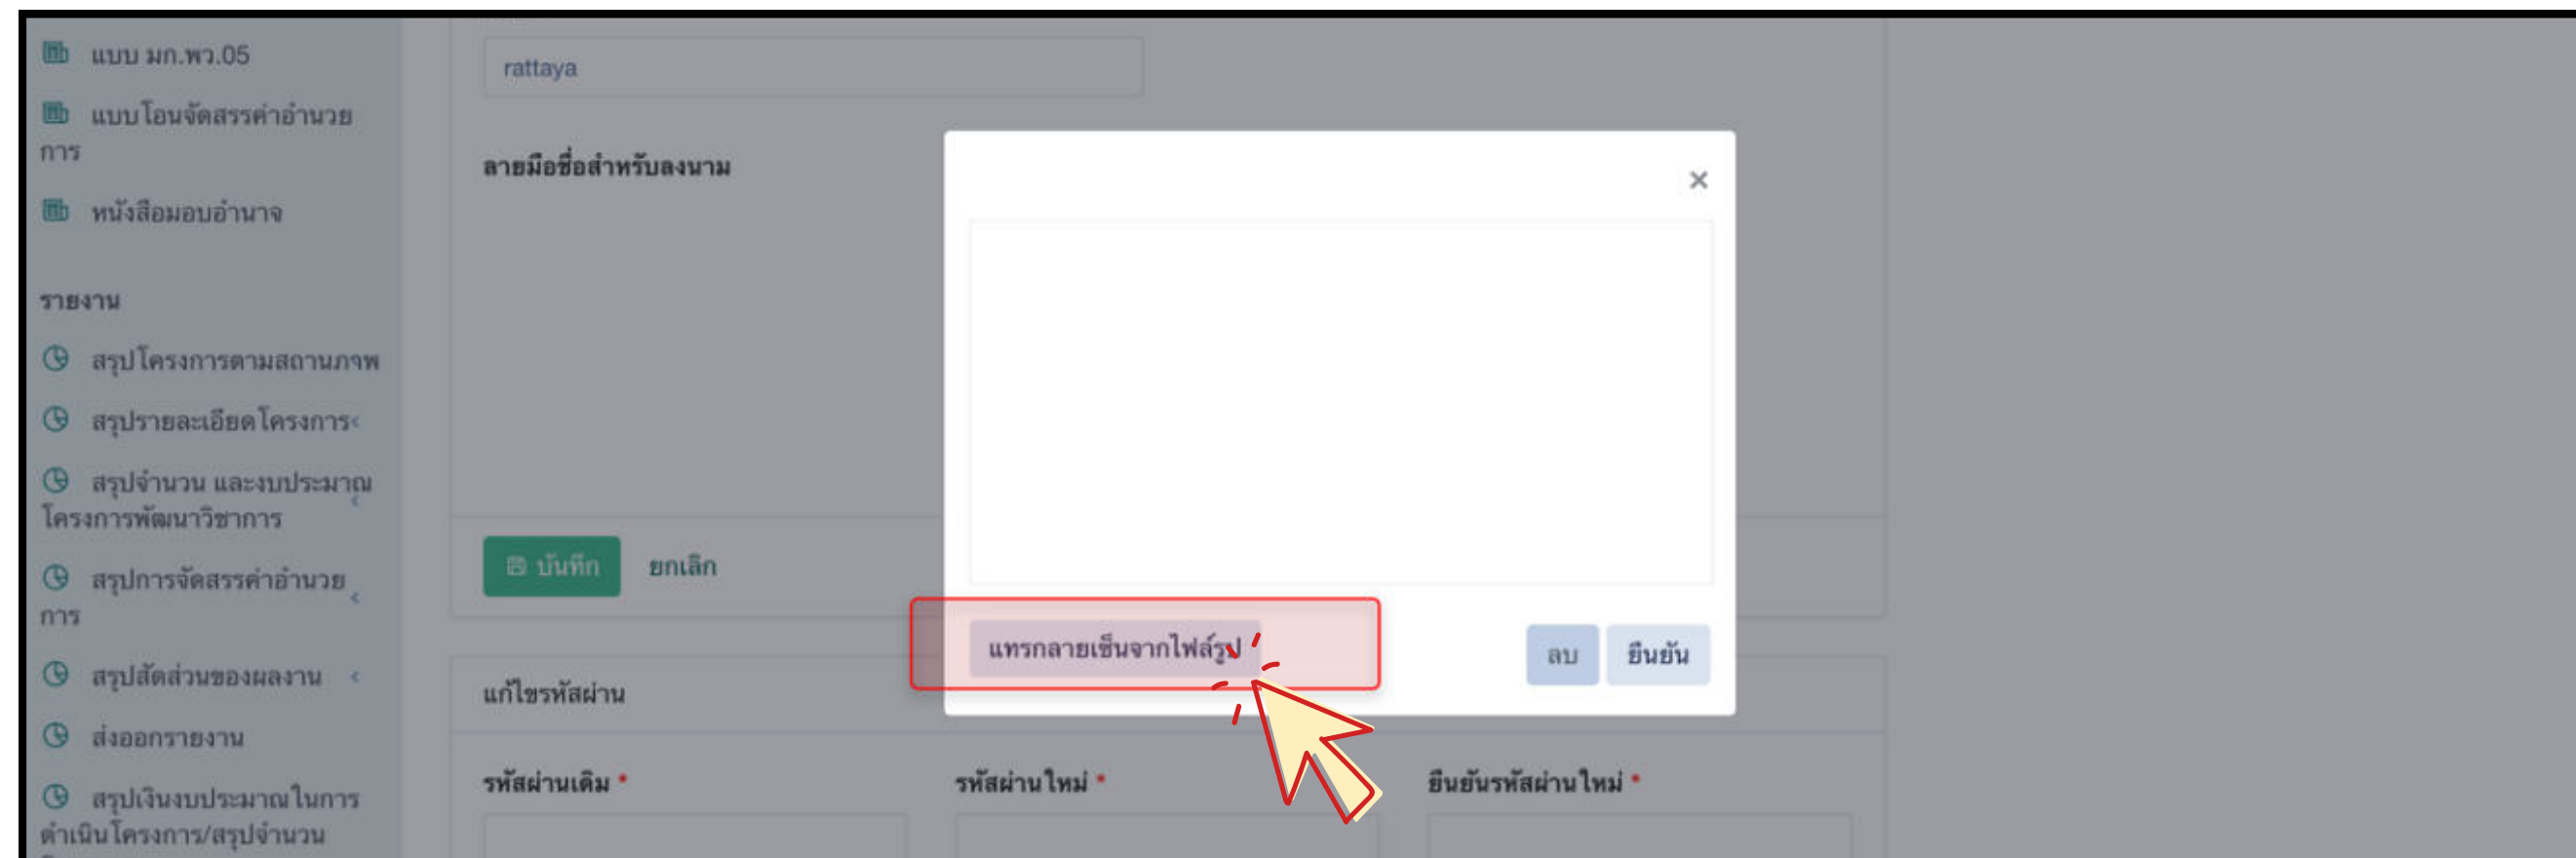 แบบ มก.พว.05
แบบโอนจัดสรรค่าอำนวย
การ
หนังสือมอบอำนาจ
รายงาน
สรุปโครงการตามสถานภาพ
สรุปรายละเอียดโครงการ
สรุปจำนวน และงบประมาณ
โครงการพัฒนาวิชาการ
สรุปการจัดสรรค่าอำนวย
การ
สรุปสัดส่วนของผลงาน
ส่งออกรายงาน
สรุปเงินงบประมาณในการ
ดำเนินโครงการ/สรุปจำนวน
rattaya
ลายมือชื่อสำหรับลงนาม
×
แทรกลายเซ็นจากไฟล์รูป
ลบ ยืนยัน
บันทึก ยกเลิก
แก้ไขรหัสผ่าน
รหัสผ่านเดิม * รหัสผ่านใหม่ * ยืนยันรหัสผ่านใหม่ *